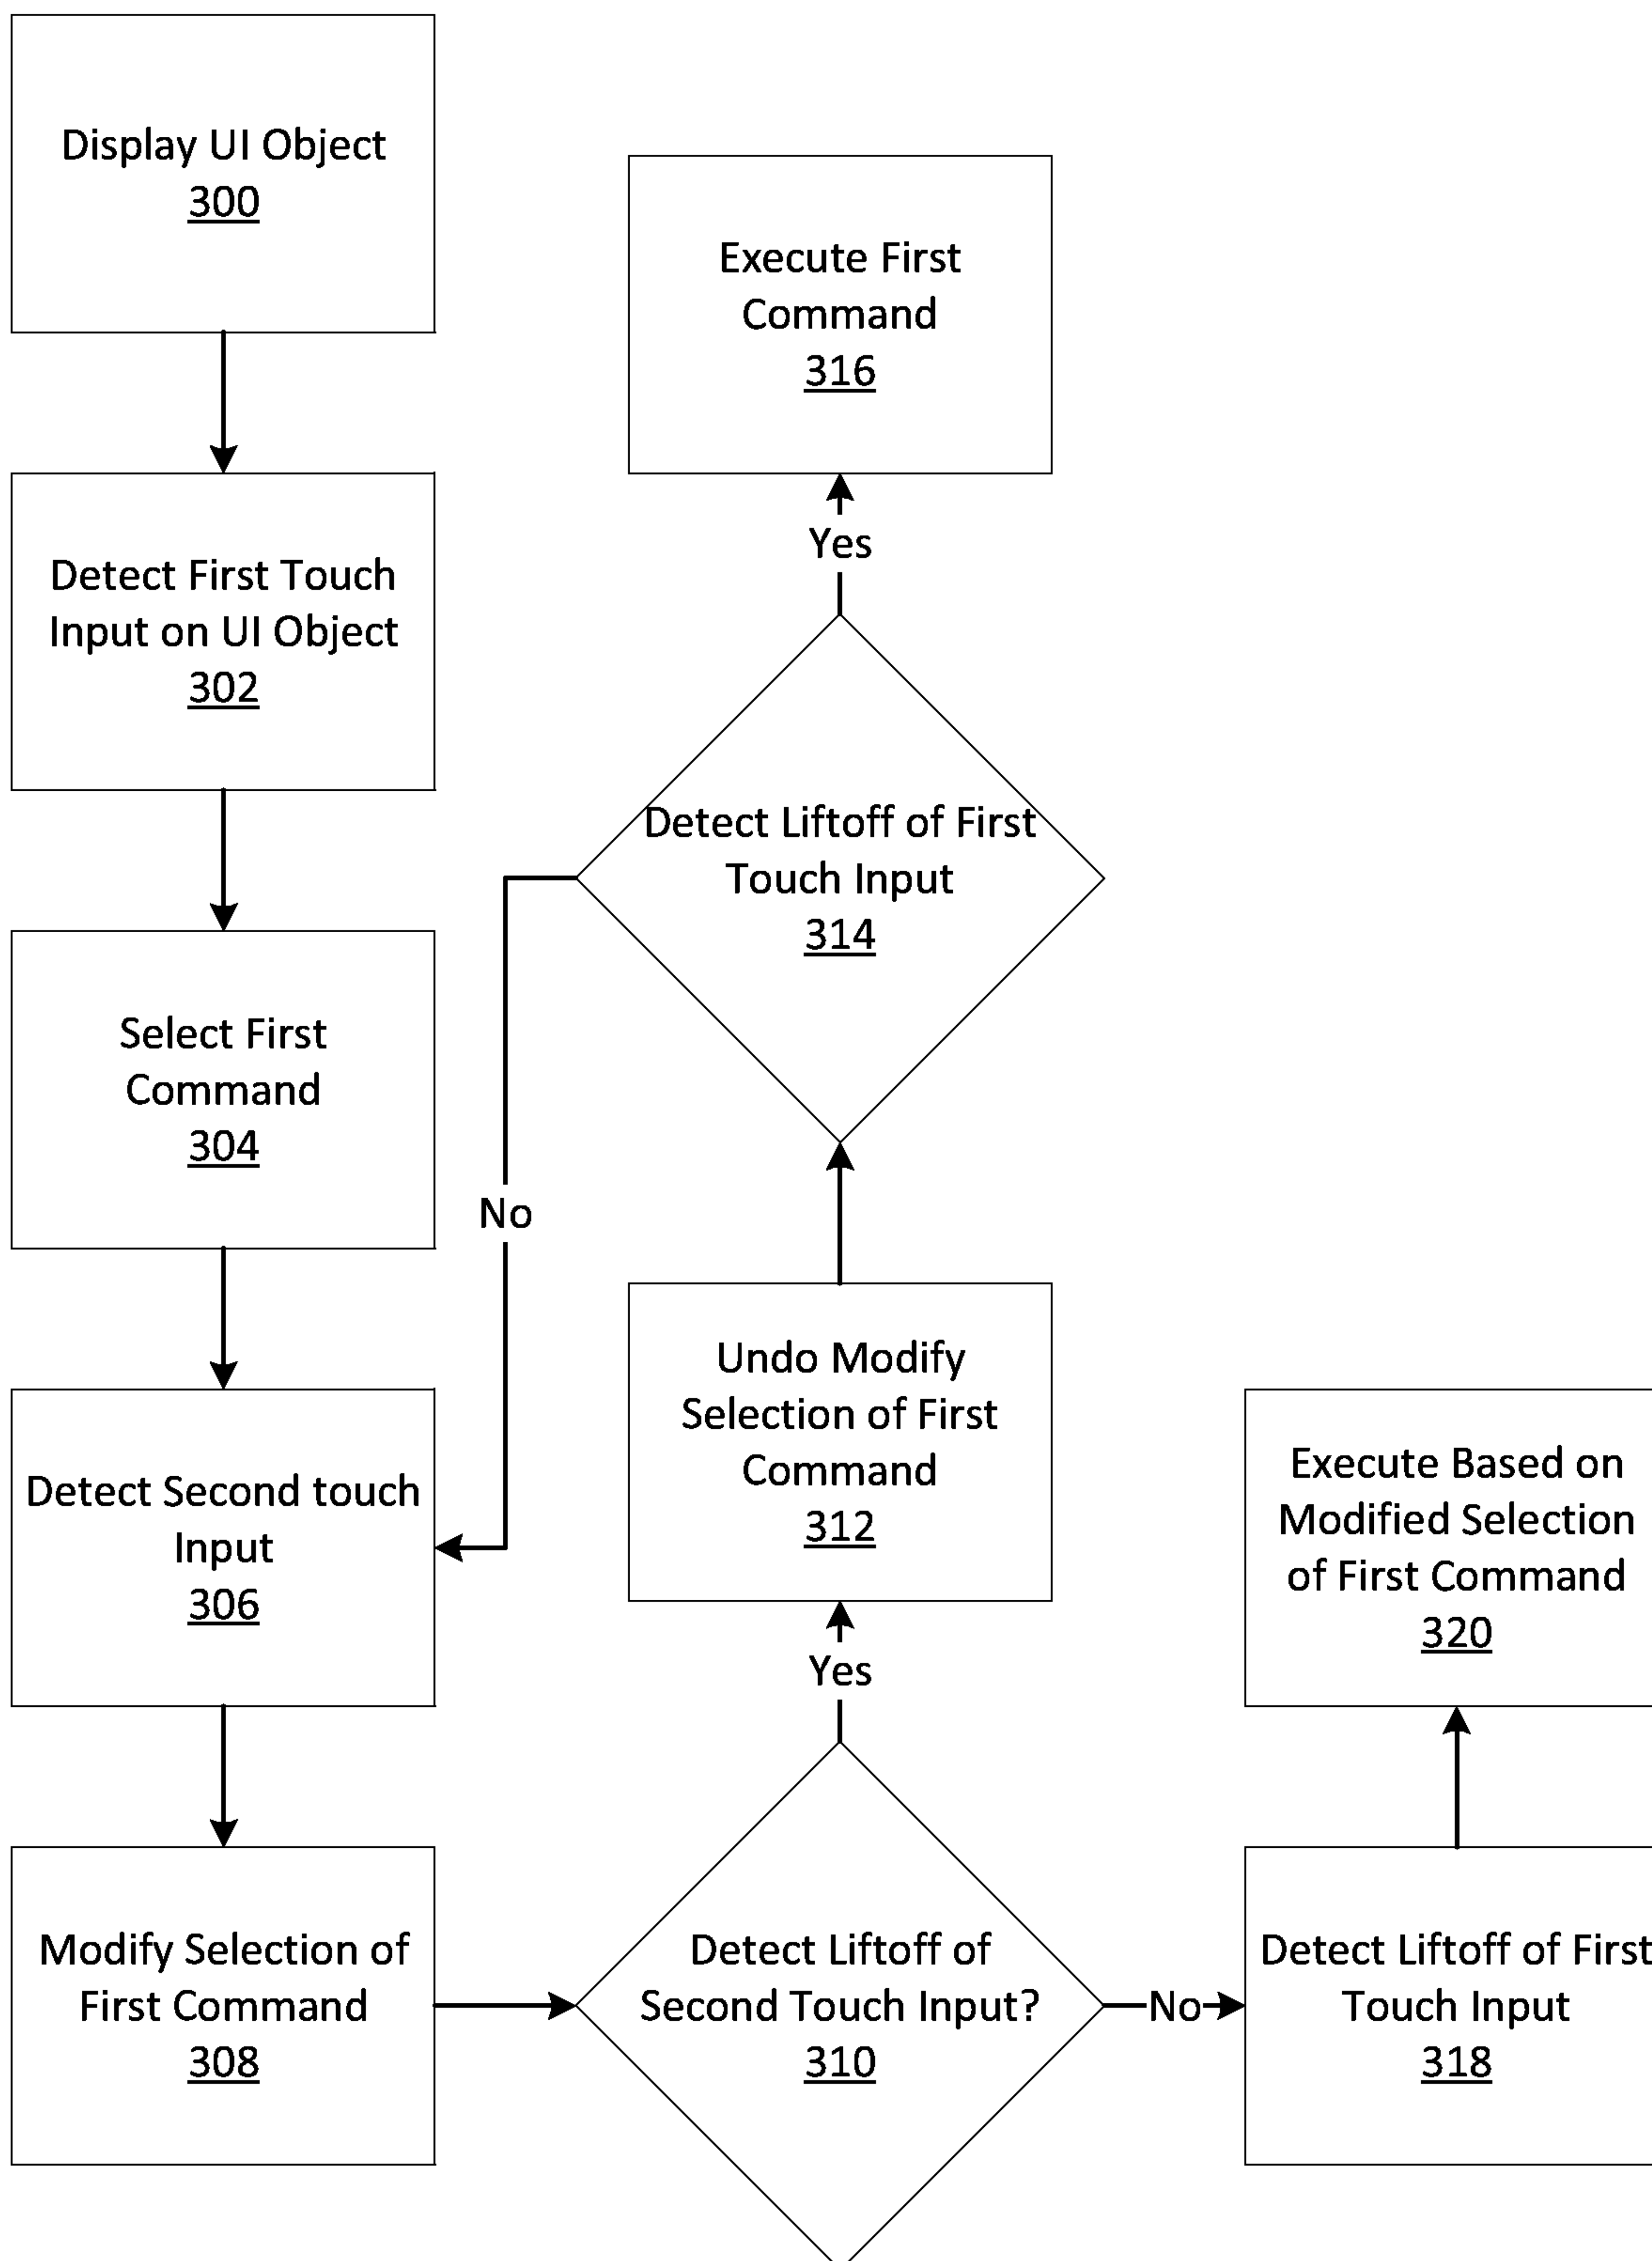 Display UI Object
300
Detect First Touch
Input on UI Object
302
Select First
Command
304
Detect Second touch
Input
306
Modify Selection of
First Command
308
Execute First
Command
316
Yes
Detect Liftoff of First
Touch Input
314
No
Undo Modify
Selection of First
Command
312
Yes
Detect Liftoff of
Second Touch Input?
310
No
Execute Based on
Modified Selection
of First Command
320
Detect Liftoff of First
Touch Input
318